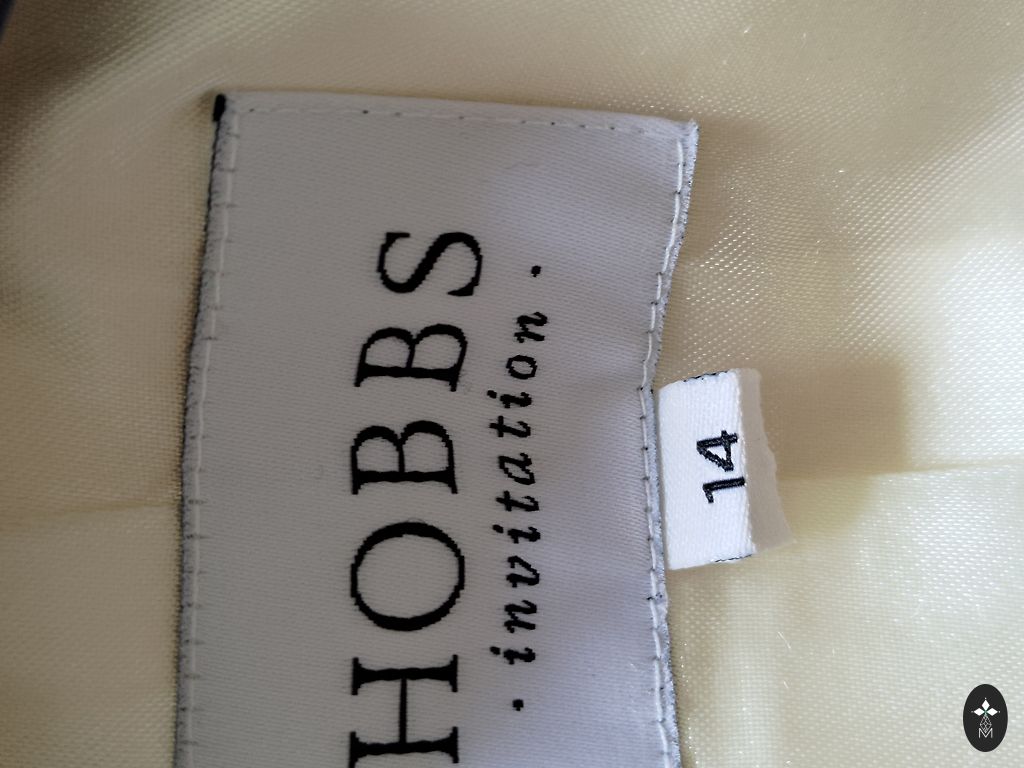 HOBBS
· invitation ·
14
M